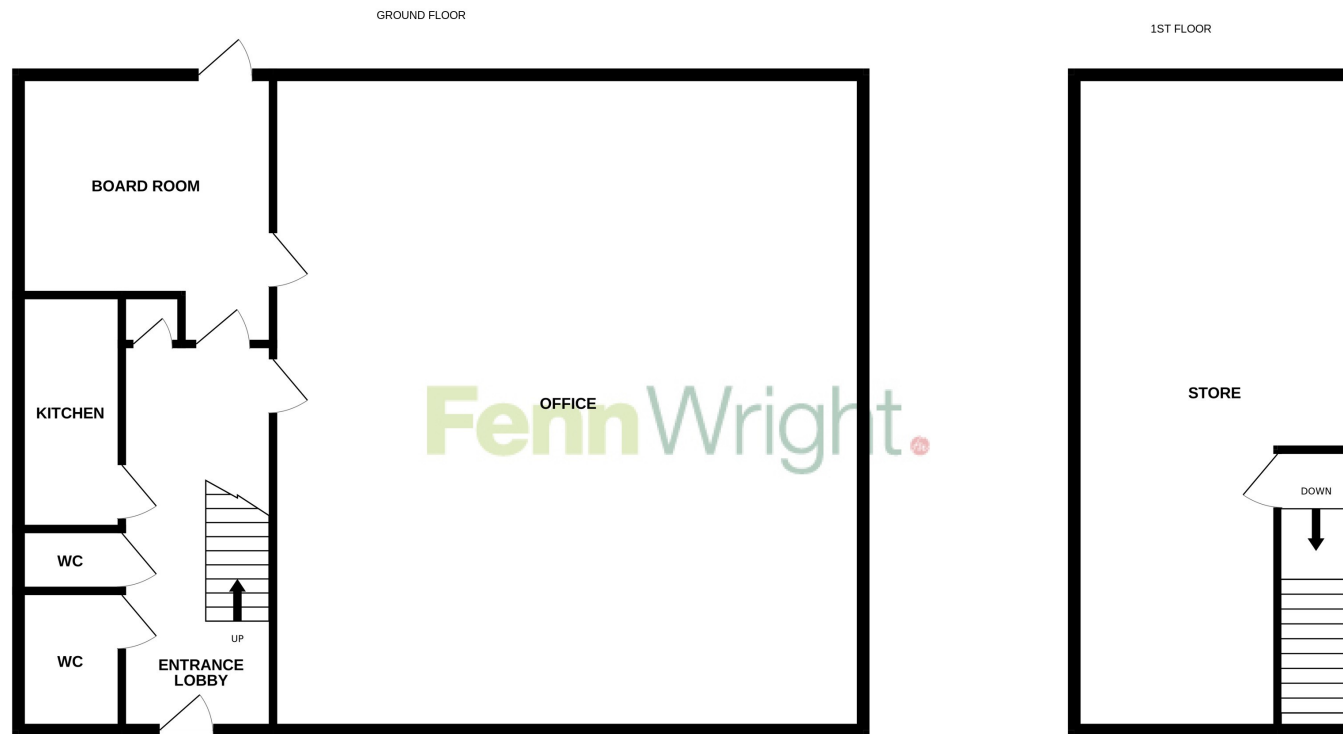 GROUND FLOOR
1ST FLOOR
BOARD ROOM
KITCHEN
OFFICE
FennWright.
STORE
DOWN
WC
UP
WC
ENTRANCE
LOBBY